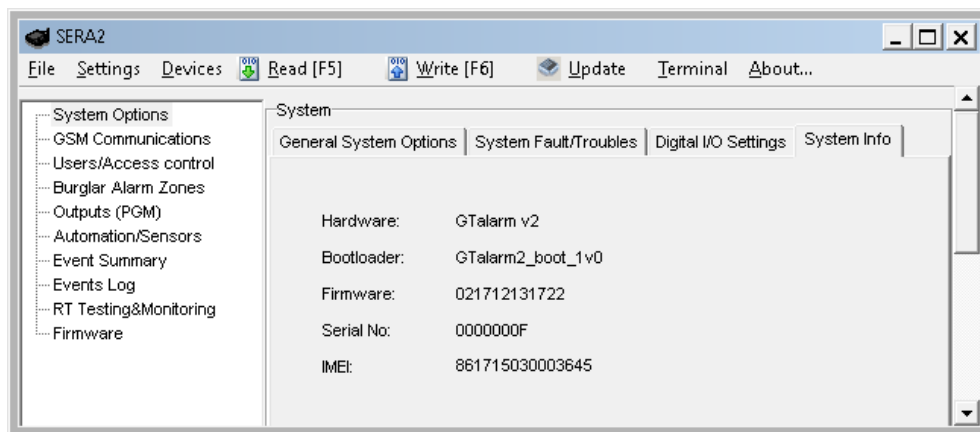 SERA2
File Settings Devices Read [F5] Write [F6] Update Terminal About...
System Options
GSM Communications
Users/Access control
Burglar Alarm Zones
Outputs (PGM)
Automation/Sensors
Event Summary
Events Log
RT Testing&Monitoring
Firmware
System
General System Options System Fault/Troubles Digital I/O Settings System Info
Hardware: GTalarm v2
Bootloader: GTalarm2_boot_1v0
Firmware: 021712131722
Serial No: 0000000F
IMEI: 861715030003645